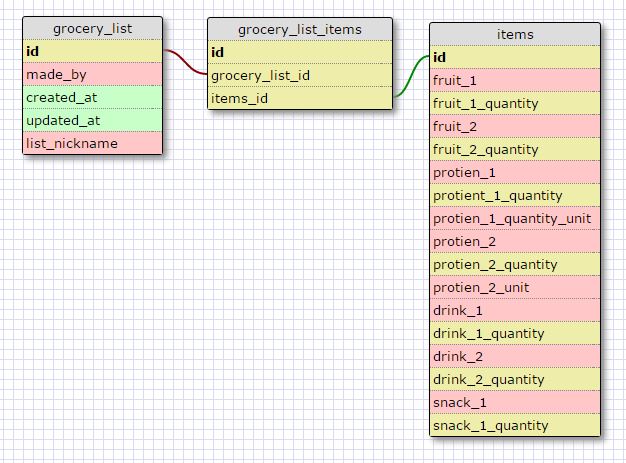 grocery_list
id
made_by
created_at
updated_at
list_nickname
grocery_list_items
id
grocery_list_id
items_id
items
id
fruit_1
fruit_1_quantity
fruit_2
fruit_2_quantity
protien_1
protient_1_quantity
protien_1_quantity_unit
protien_2
protien_2_quantity
protien_2_unit
drink_1
drink_1_quantity
drink_2
drink_2_quantity
snack_1
snack_1_quantity